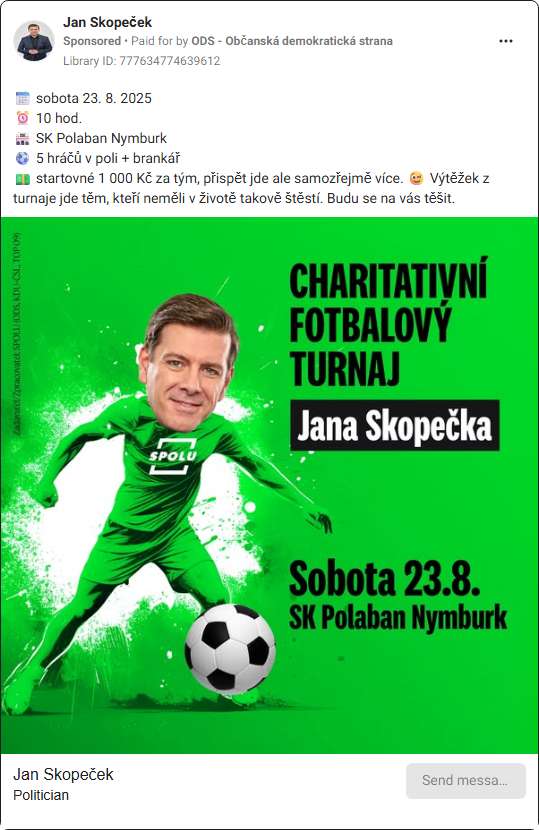 Jan Skopeček
Sponsored • Paid for by ODS - Občanská demokratická strana
Library ID: 777634774639612
sobota 23. 8. 2025
10 hod.
SK Polaban Nymburk
5 hráčů v poli + brankář
startovné 1 000 Kč za tým, přispět jde ale samozřejmě více. Výtěžek z
turnaje jde těm, kteří neměli v životě takově štěstí. Budu se na vás těšit.
Zadavatel/Zpracovatel: SPOLU (ODS, KDU-ČSL, TOP 09)
CHARITATIVNÍ
FOTBALOVÝ
TURNAJ
Jana Skopečka
SPOLU
Sobota 23.8.
SK Polaban Nymburk
Jan Skopeček
Politician
Send messa...